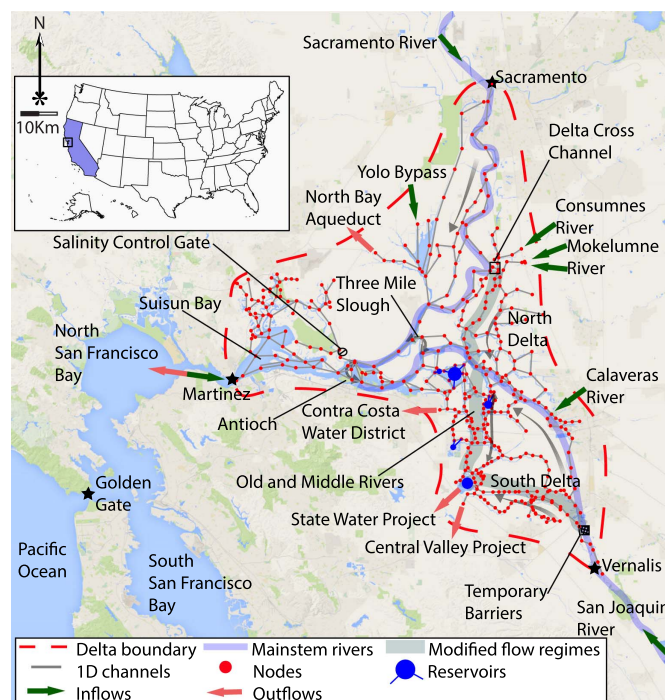 N
10Km
Sacramento River
Sacramento
Delta Cross
Channel
Yolo Bypass
North Bay
Aqueduct
Consumnes
River
Mokelumne
River
Salinity Control Gate
Three Mile
Slough
Suisun Bay
North
Delta
North
San Francisco
Bay
Martinez
Calaveras
River
Antioch
Contra Costa
Water District
Golden
Gate
Old and Middle Rivers
South Delta
State Water Project
Central Valley Project
Pacific
Ocean
South
San Francisco
Bay
Temporary
Barriers
Vernalis
San Joaquin
River
Delta boundary
Mainstem rivers
Modified flow regimes
1D channels
Nodes
Reservoirs
Inflows
Outflows